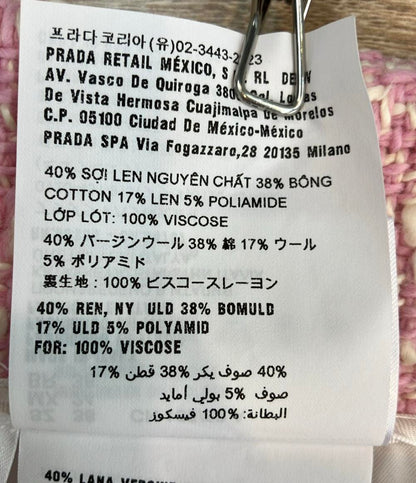 프라다코리아(유)02-3443-2 23
PRADA RETAIL MÉXICO, S RL DE
AV. Vasco De Quiroga 380
De Vista Hermosa Cuajimalpa De Morelos
C.P. 05100 Ciudad De México-México
PRADA SPA Via Fogazzaro,28 20135 Milano
40% SỢI LEN NGUYÊN CHẤT 38% BÔNG
COTTON 17% LEN 5% POLIAMIDE
LỚP LÓT: 100% VISCOSE
40% バージンウール 38% 綿 17% ウール
5% ポリアミド
裏生地 : 100% ビスコースレーヨン
40% REN, NY ULD 38% BOMULD
17% ULD 5% POLYAMID
FOR: 100% VISCOSE
40% صوف بكر 38% قطن 17%
صوف 5% بولي أمايد
البطانة: 100% فيسكوز
40% LANA